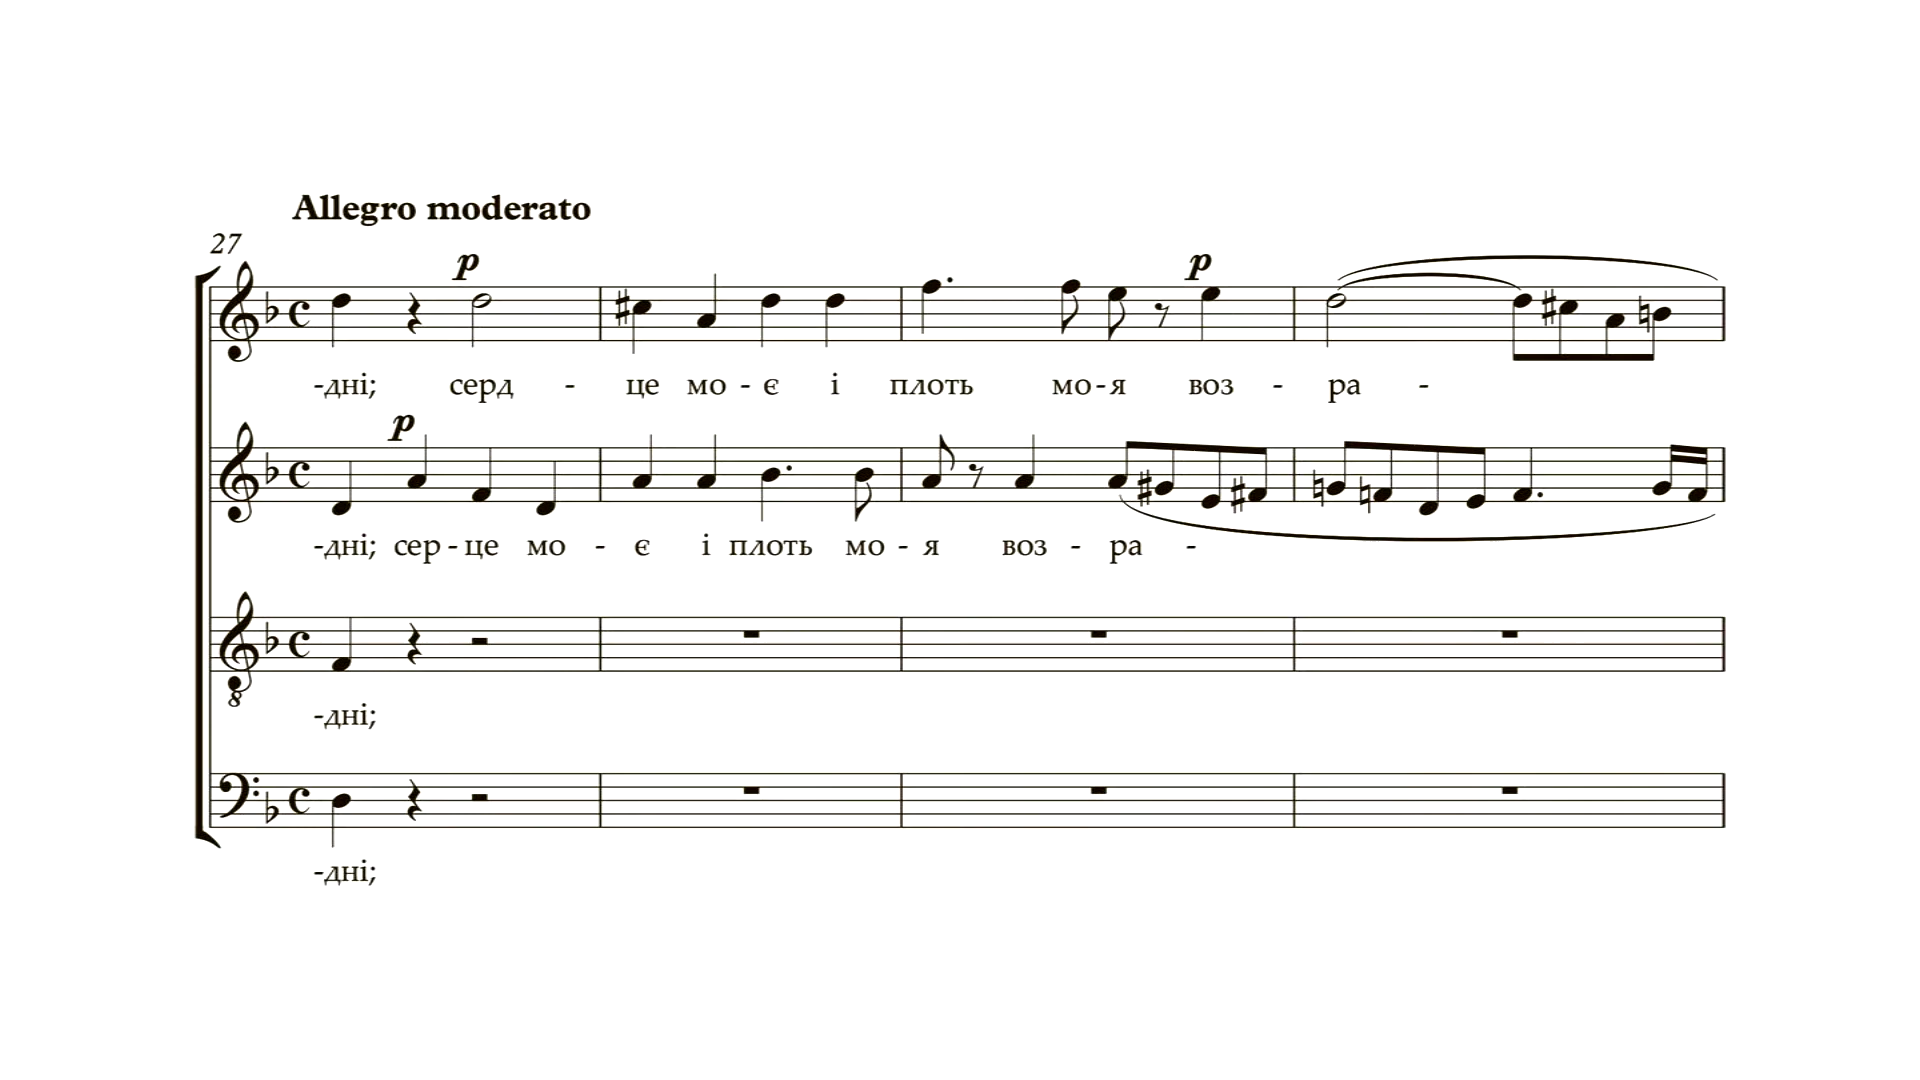 Allegro moderato
27
p p
-дні; серд - це мо - є і плоть мо - я воз - ра -
p
-дні; сер - це мо - є і плоть мо - я воз - ра -
8
-дні;
-дні;